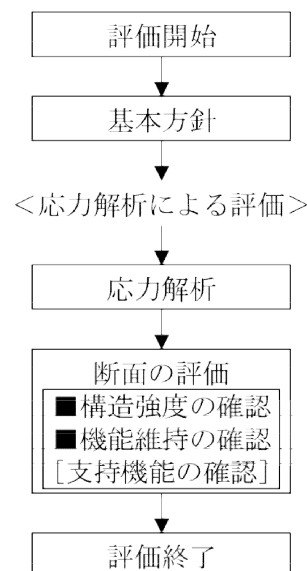 評価開始
基本方針
＜応力解析による評価＞
応力解析
断面の評価
■構造強度の確認
■機能維持の確認
[支持機能の確認]
評価終了